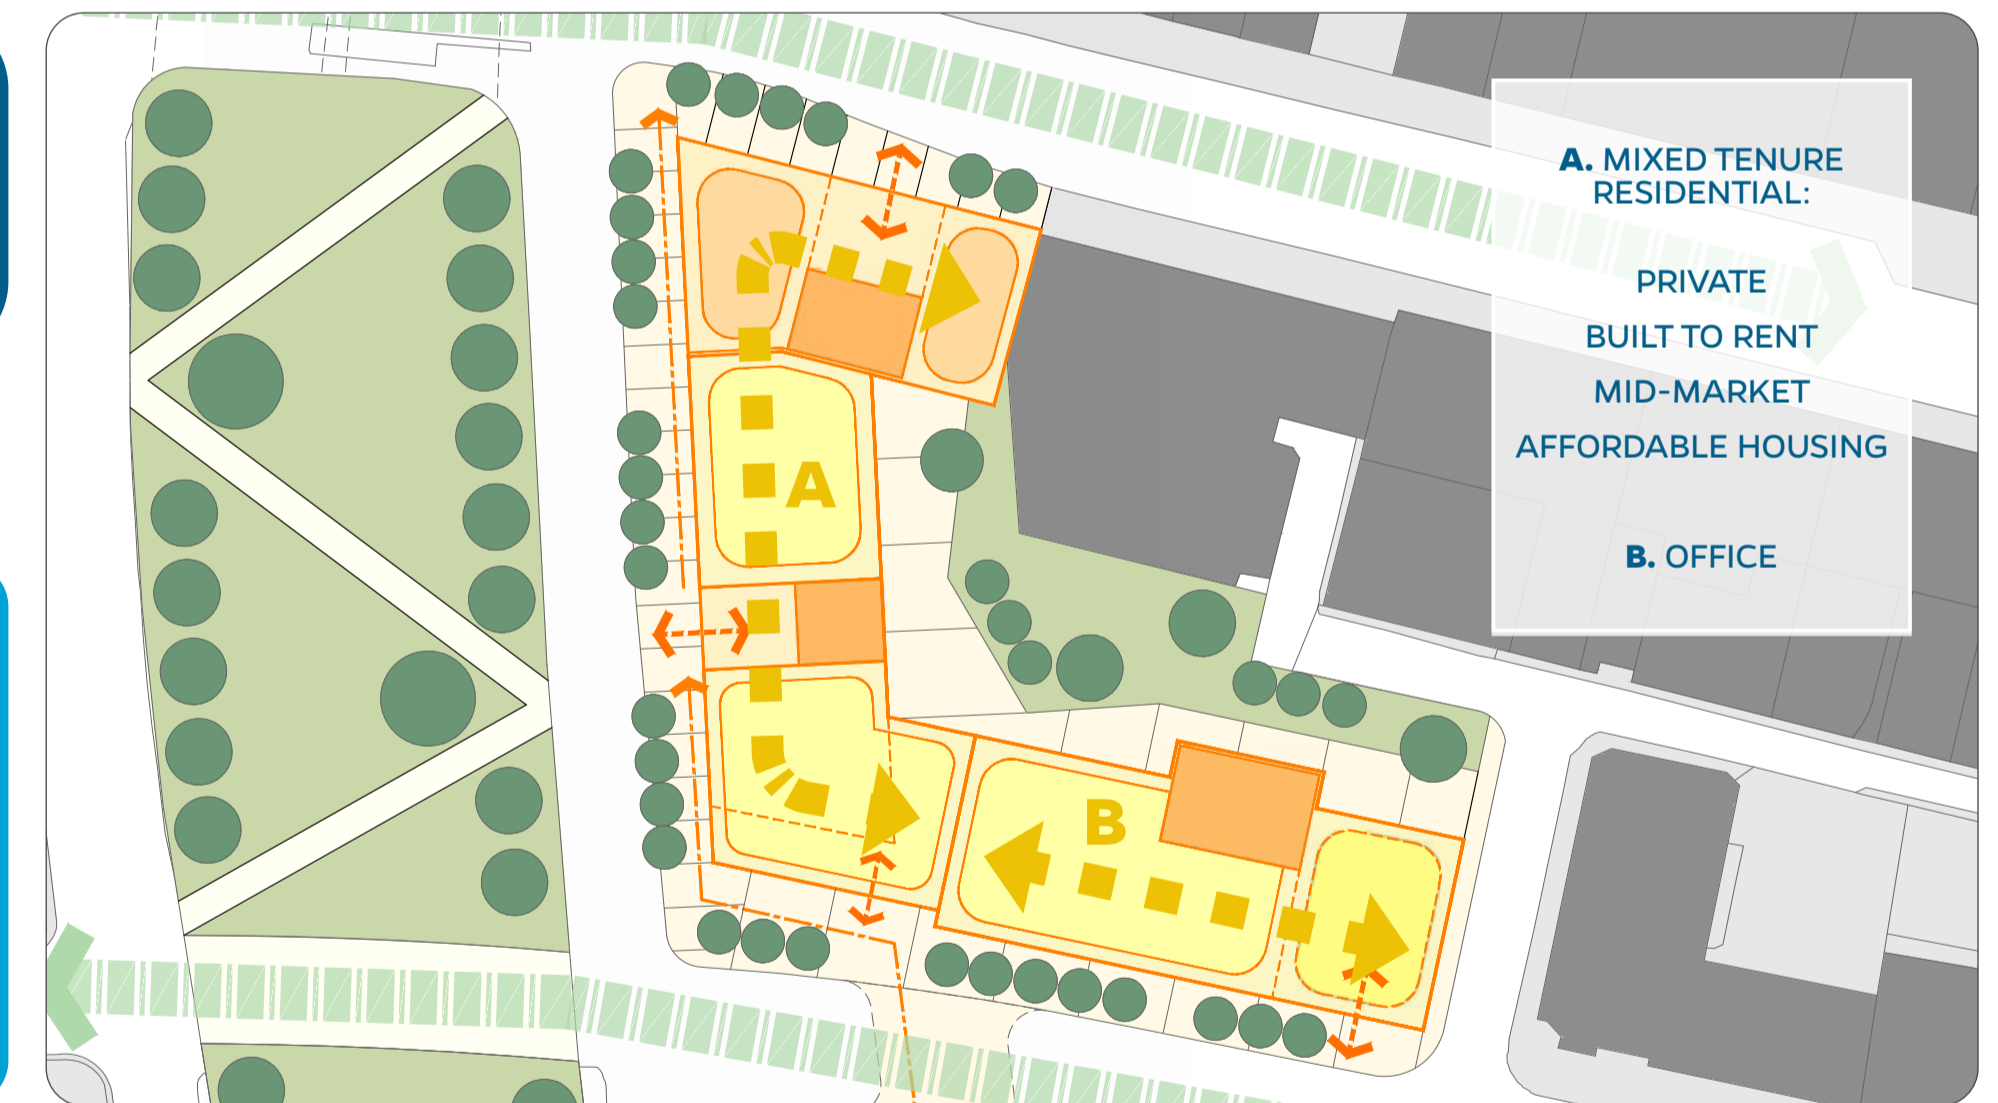 A
B
A. MIXED TENURE
RESIDENTIAL:
PRIVATE
BUILT TO RENT
MID-MARKET
AFFORDABLE HOUSING
B. OFFICE